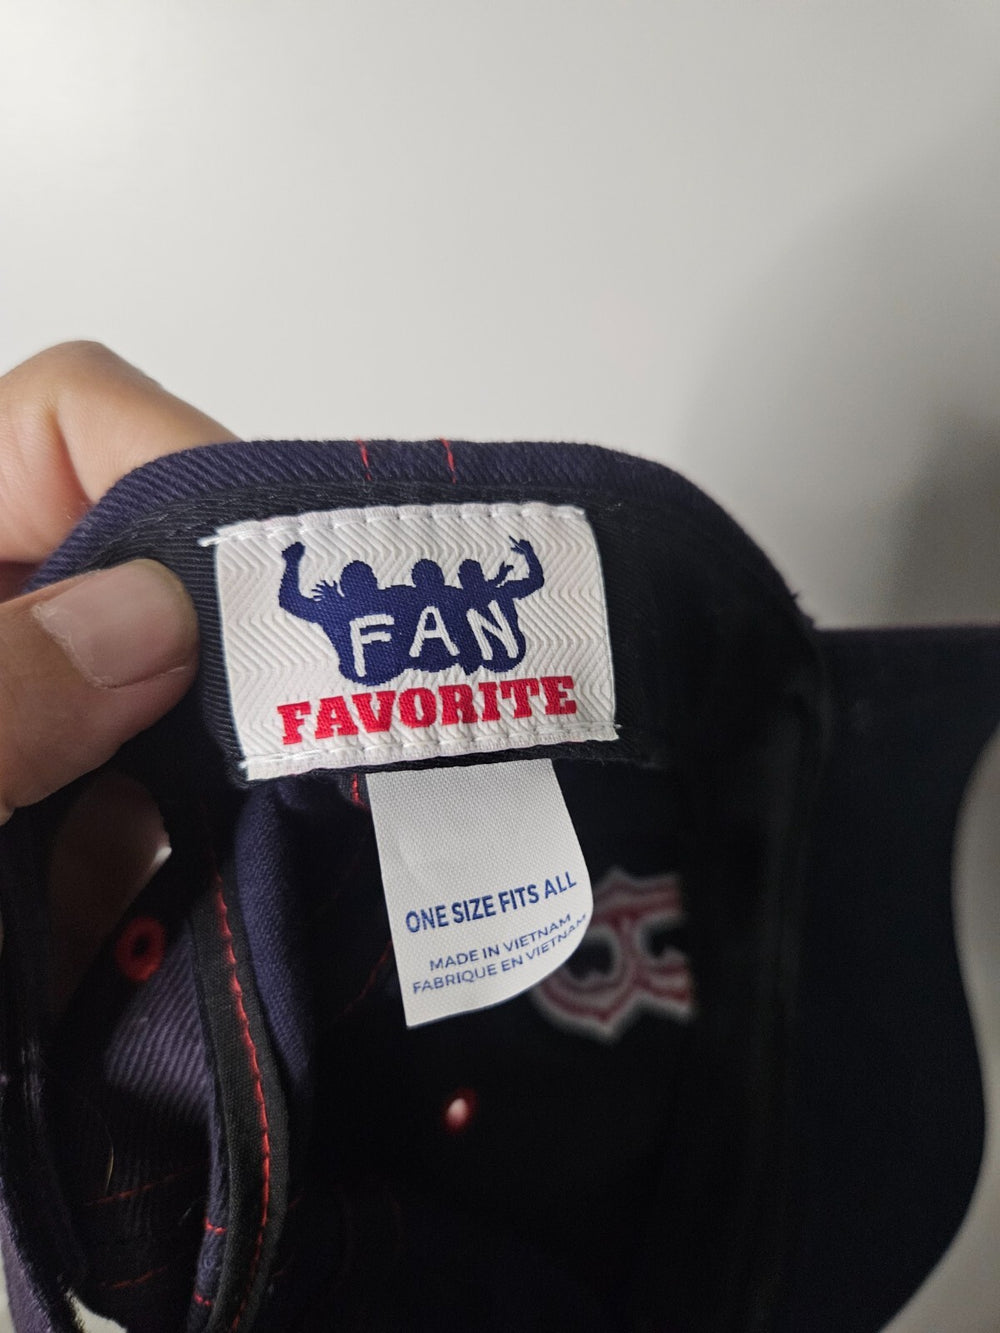 FAN
FAVORITE
ONE SIZE FITS ALL
MADE IN VIETNAM
FABRIQUE EN VIETNAM